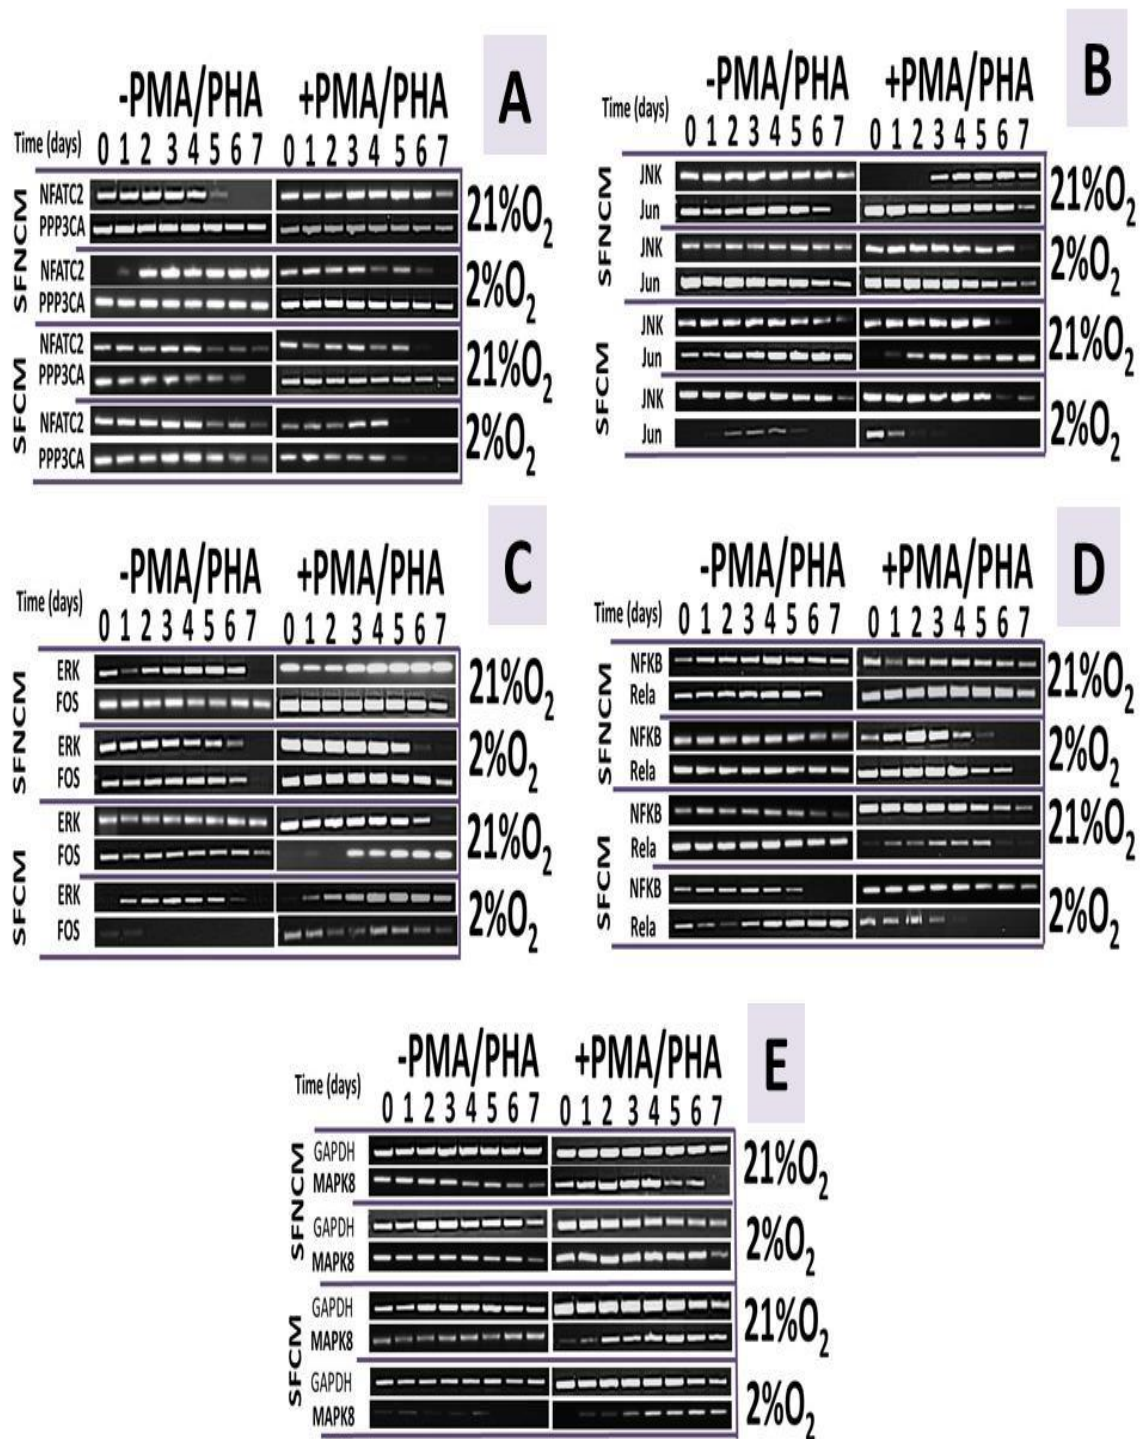 A
-PMA/PHA +PMA/PHA
Time (days) 0 1 2 3 4 5 6 7 0 1 2 3 4 5 6 7
SFNCM
NFATC2
PPP3CA
21%O2
NFATC2
PPP3CA
2%O2
SFCM
NFATC2
PPP3CA
21%O2
NFATC2
PPP3CA
2%O2
B
-PMA/PHA +PMA/PHA
Time (days) 0 1 2 3 4 5 6 7 0 1 2 3 4 5 6 7
SFNCM
JNK
Jun
21%O2
JNK
Jun
2%O2
SFCM
JNK
Jun
21%O2
JNK
Jun
2%O2
C
-PMA/PHA +PMA/PHA
Time (days) 0 1 2 3 4 5 6 7 0 1 2 3 4 5 6 7
SFNCM
ERK
FOS
21%O2
ERK
FOS
2%O2
SFCM
ERK
FOS
21%O2
ERK
FOS
2%O2
D
-PMA/PHA +PMA/PHA
Time (days) 0 1 2 3 4 5 6 7 0 1 2 3 4 5 6 7
SFNCM
NFKB
Rela
21%O2
NFKB
Rela
2%O2
SFCM
NFKB
Rela
21%O2
NFKB
Rela
2%O2
E
-PMA/PHA +PMA/PHA
Time (days) 0 1 2 3 4 5 6 7 0 1 2 3 4 5 6 7
SFNCM
GAPDH
MAPK8
21%O2
GAPDH
MAPK8
2%O2
SFCM
GAPDH
MAPK8
21%O2
GAPDH
MAPK8
2%O2